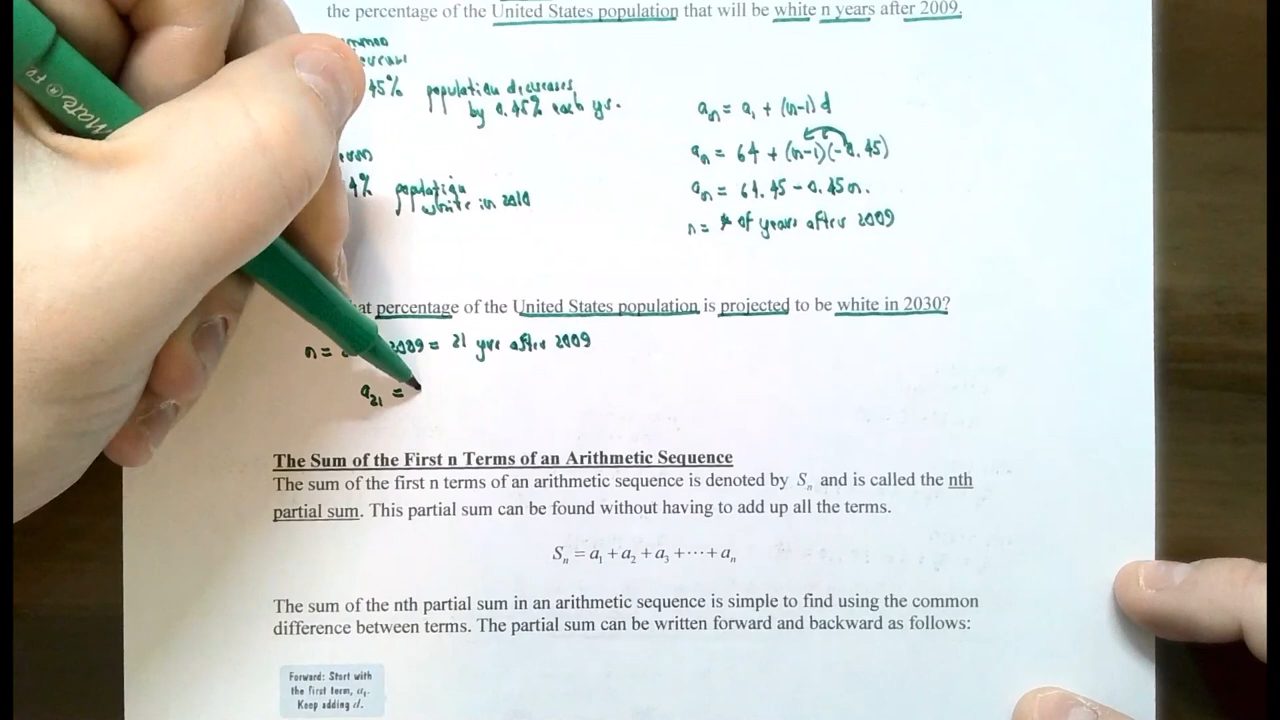 the percentage of the United States population that will be white n years after 2009.
45% population decreases
by 0.45% each yr.
4% population
white in 2010
aₙ = a₁ + (n-1)d
aₙ = 64 + (n-1)(-0.45)
aₙ = 64.45 - 0.45n.
n = # of years after 2009
at percentage of the United States population is projected to be white in 2030?
n = 2009 = 21 yrs after 2009
a₂₁ =
The Sum of the First n Terms of an Arithmetic Sequence
The sum of the first n terms of an arithmetic sequence is denoted by Sₙ and is called the nth
partial sum. This partial sum can be found without having to add up all the terms.
Sₙ = a₁ + a₂ + a₃ + ⋯ + aₙ
The sum of the nth partial sum in an arithmetic sequence is simple to find using the common
difference between terms. The partial sum can be written forward and backward as follows:
Forward: Start with
the first term, a₁.
Keep adding d.